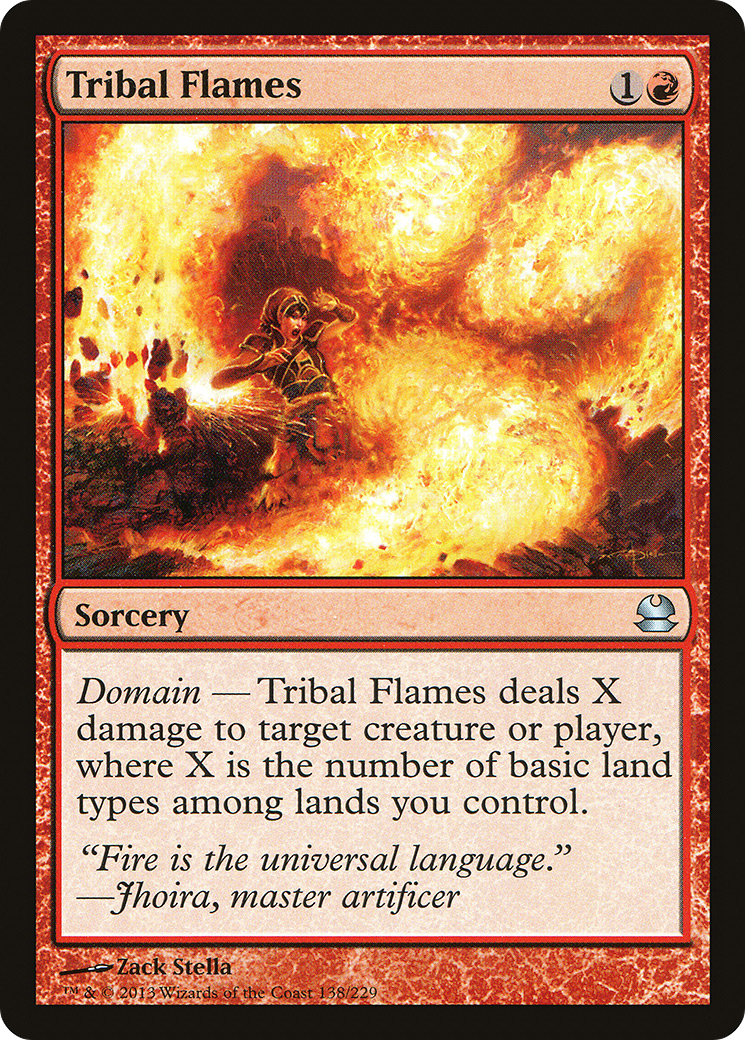 Tribal Flames
1
Sorcery
Domain — Tribal Flames deals X
damage to target creature or player,
where X is the number of basic land
types among lands you control.
“Fire is the universal language.”
—Jhoira, master artificer
Zack Stella
™ & © 2013 Wizards of the Coast 138/229